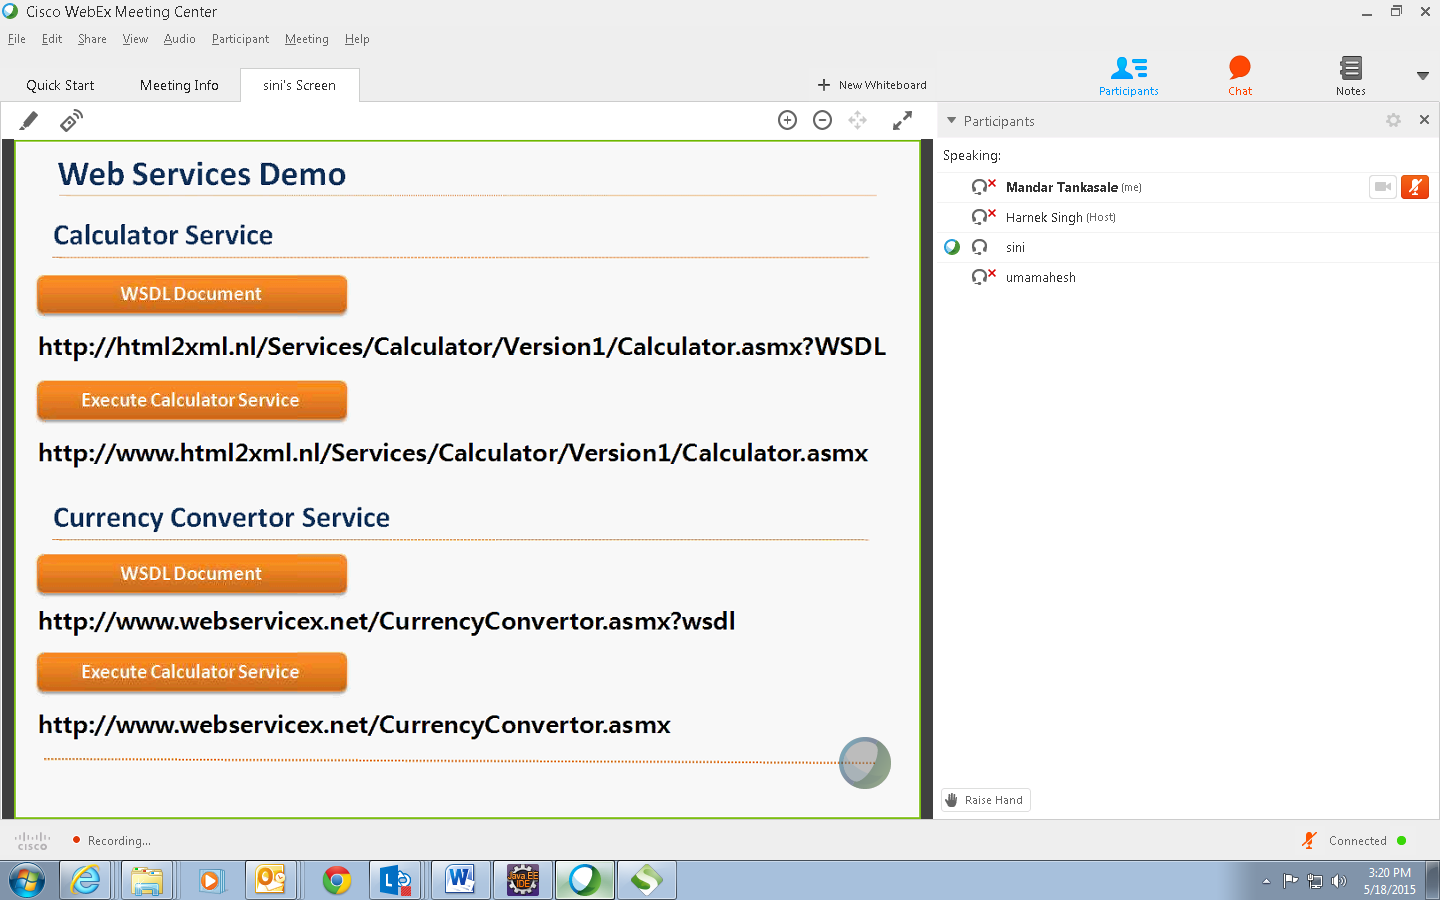 Cisco WebEx Meeting Center
File Edit Share View Audio Participant Meeting Help
Quick Start Meeting Info sini's Screen New Whiteboard
Participants Chat Notes
Participants
Speaking:
Mandar Tankasale (me)
Harnek Singh (Host)
sini
umamahesh
Raise Hand
Web Services Demo
Calculator Service
WSDL Document
http://html2xml.nl/Services/Calculator/Version1/Calculator.asmx?WSDL
Execute Calculator Service
http://www.html2xml.nl/Services/Calculator/Version1/Calculator.asmx
Currency Convertor Service
WSDL Document
http://www.webservicex.net/CurrencyConvertor.asmx?wsdl
Execute Calculator Service
http://www.webservicex.net/CurrencyConvertor.asmx
cisco Recording... Connected
Java EE
IDE
3:20 PM
5/18/2015